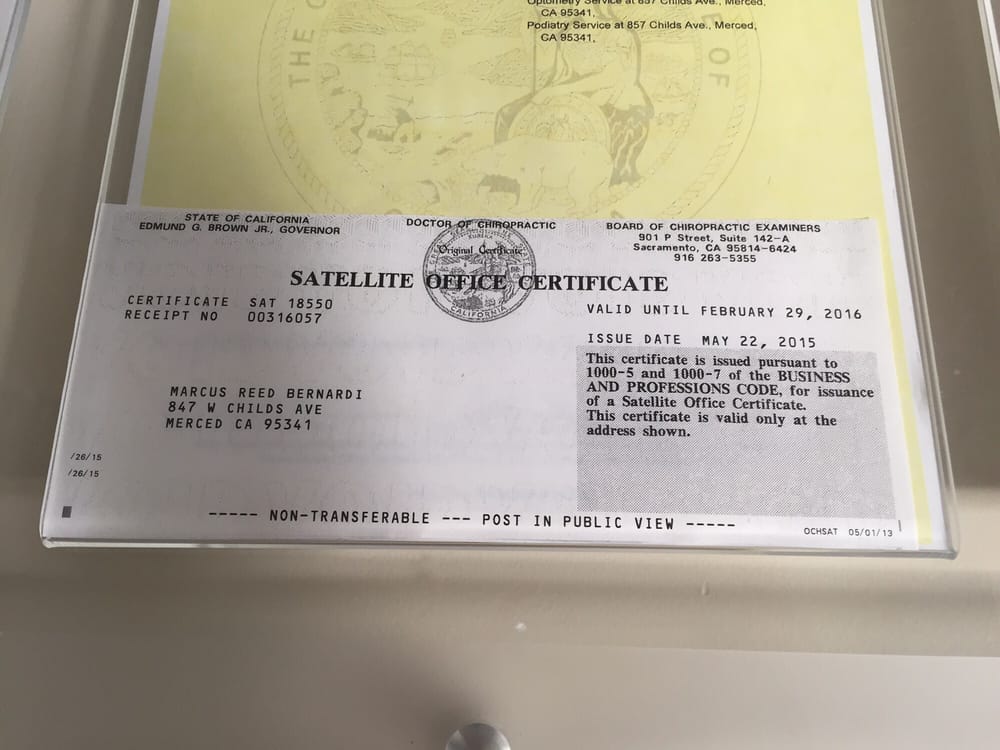 Optometry Service at 857 Childs Ave., Merced,
CA 95341,
Podiatry Service at 857 Childs Ave., Merced,
CA 95341,
THE
OF
STATE OF CALIFORNIA
EDMUND G. BROWN JR., GOVERNOR
DOCTOR OF CHIROPRACTIC
BOARD OF CHIROPRACTIC EXAMINERS
901 P Street, Suite 142-A
Sacramento, CA 95814-6424
916 263-5355
Original Certificate
SATELLITE OFFICE CERTIFICATE
CALIFORNIA
CERTIFICATE SAT 18550
RECEIPT NO 00316057
VALID UNTIL FEBRUARY 29, 2016
ISSUE DATE MAY 22, 2015
This certificate is issued pursuant to
1000-5 and 1000-7 of the BUSINESS
AND PROFESSIONS CODE, for issuance
of a Satellite Office Certificate.
This certificate is valid only at the
address shown.
MARCUS REED BERNARDI
847 W CHILDS AVE
MERCED CA 95341
/26/15
/26/15
----- NON-TRANSFERABLE --- POST IN PUBLIC VIEW -----
OCHSAT 05/01/13